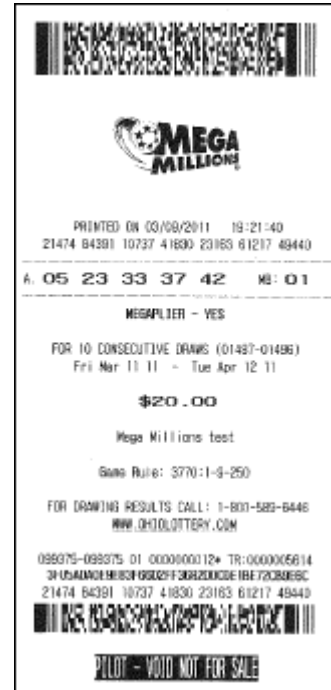 MEGA
MILLIONS
PRINTED ON 03/09/2011 19:21:40
21474 84391 10737 41830 23163 61217 49440
A. 05 23 33 37 42 MB: 01
MEGAPLIER - YES
FOR 10 CONSECUTIVE DRAWS (01487-01496)
Fri Mar 11 11 - Tue Apr 12 11
$20.00
Mega Millions test
Game Rule: 3770:1-9-250
FOR DRAWING RESULTS CALL: 1-800-589-6446
WWW.OHIOLOTTERY.COM
099375-099375 01 0000000012* TR:0000005614
21474 84391 10737 41830 23163 61217 49440
PILOT - VOID NOT FOR SALE